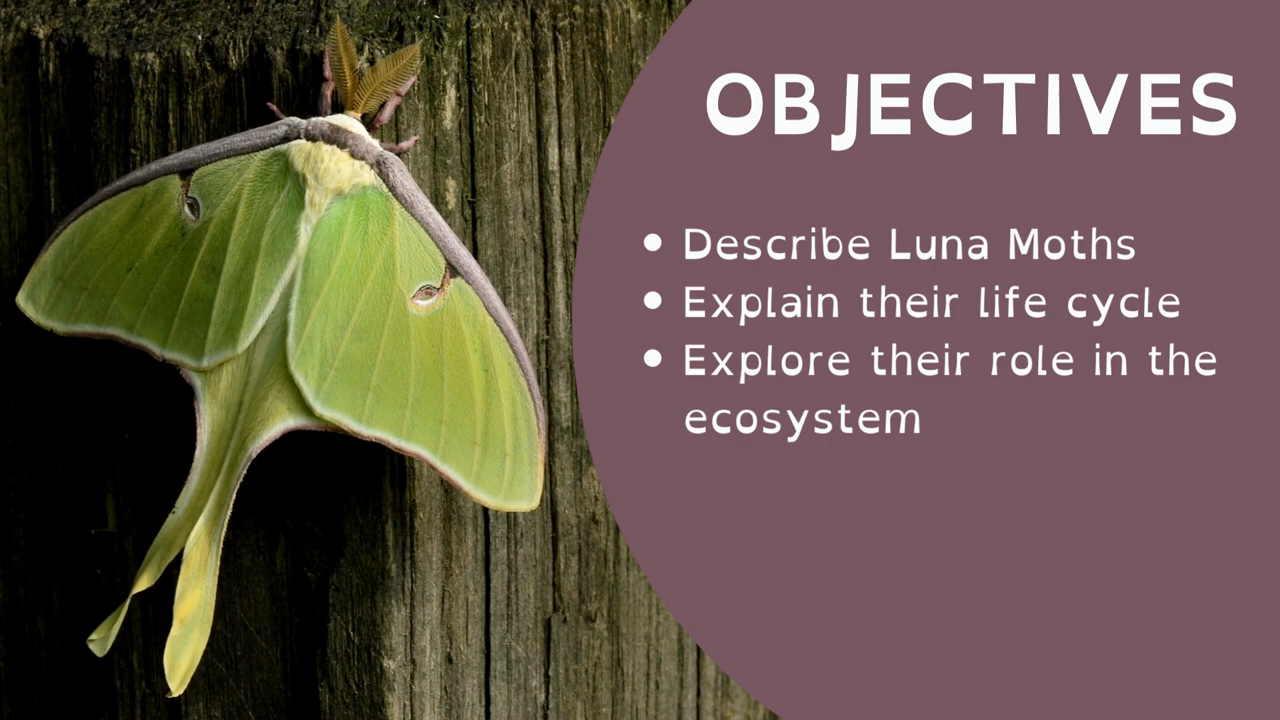 OBJECTIVES
• Describe Luna Moths
• Explain their life cycle
• Explore their role in the
ecosystem